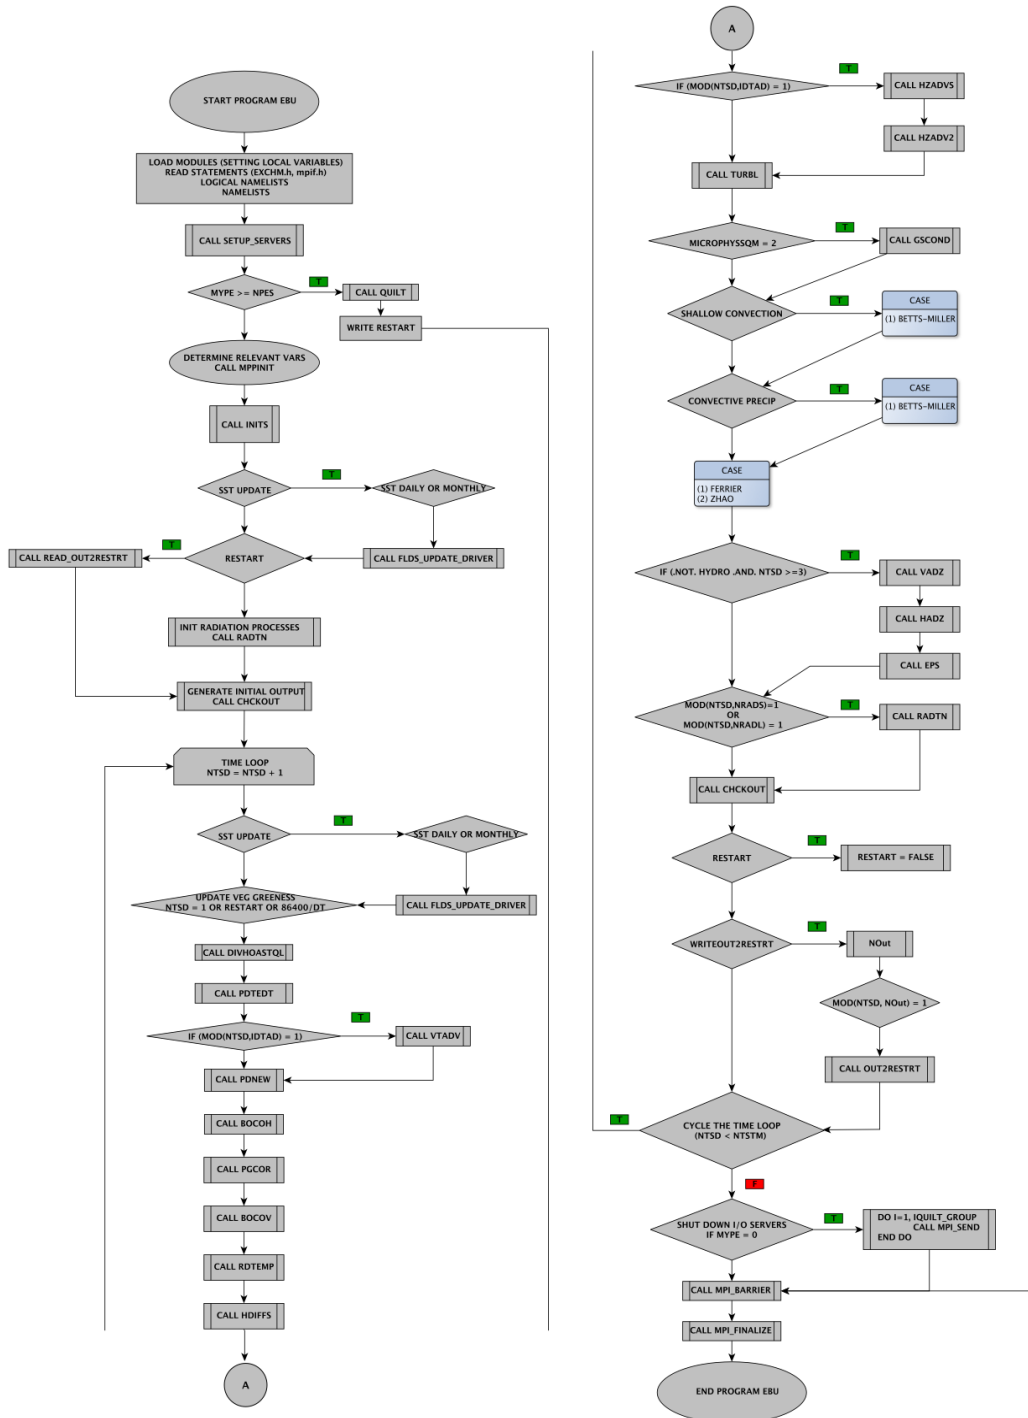 START PROGRAM EBU
LOAD MODULES (SETTING LOCAL VARIABLES)
READ STATEMENTS (EXCHM.h, mpif.h)
LOGICAL NAMELISTS
NAMELISTS
CALL SETUP_SERVERS
MYPE >= NPES
T
CALL QUILT
WRITE RESTART
DETERMINE RELEVANT VARS
CALL MPPINIT
CALL INITS
SST UPDATE
T
SST DAILY OR MONTHLY
CALL FLDS_UPDATE_DRIVER
RESTART
T
CALL READ_OUT2RESTRT
INIT RADIATION PROCESSES
CALL RADTN
GENERATE INITIAL OUTPUT
CALL CHCKOUT
TIME LOOP
NTSD = NTSD + 1
SST UPDATE
T
SST DAILY OR MONTHLY
UPDATE VEG GREENESS
NTSD = 1 OR RESTART OR 86400/DT
CALL FLDS_UPDATE_DRIVER
CALL DIVHOASTQL
CALL PDTEDT
IF (MOD(NTSD,IDTAD) = 1)
T
CALL VTADV
CALL PDNEW
CALL BOCOH
CALL PGCOR
CALL BOCOV
CALL RDTEMP
CALL HDIFFS
A
A
IF (MOD(NTSD,IDTAD) = 1)
T
CALL HZADVS
CALL HZADV2
CALL TURBL
MICROPHYSSQM = 2
T
CALL GSCOND
SHALLOW CONVECTION
T
CASE
(1) BETTS-MILLER
CONVECTIVE PRECIP
T
CASE
(1) BETTS-MILLER
CASE
(1) FERRIER
(2) ZHAO
IF (.NOT. HYDRO .AND. NTSD >=3)
T
CALL VADZ
CALL HADZ
CALL EPS
MOD(NTSD,NRADS)=1
OR
MOD(NTSD,NRADL) = 1
T
CALL RADTN
CALL CHCKOUT
RESTART
T
RESTART = FALSE
WRITEOUT2RESTRT
T
NOut
MOD(NTSD, NOut) = 1
CALL OUT2RESTRT
CYCLE THE TIME LOOP
(NTSD < NTSTM)
T
F
SHUT DOWN I/O SERVERS
IF MYPE = 0
T
DO I=1, IQUILT_GROUP
CALL MPI_SEND
END DO
CALL MPI_BARRIER
CALL MPI_FINALIZE
END PROGRAM EBU